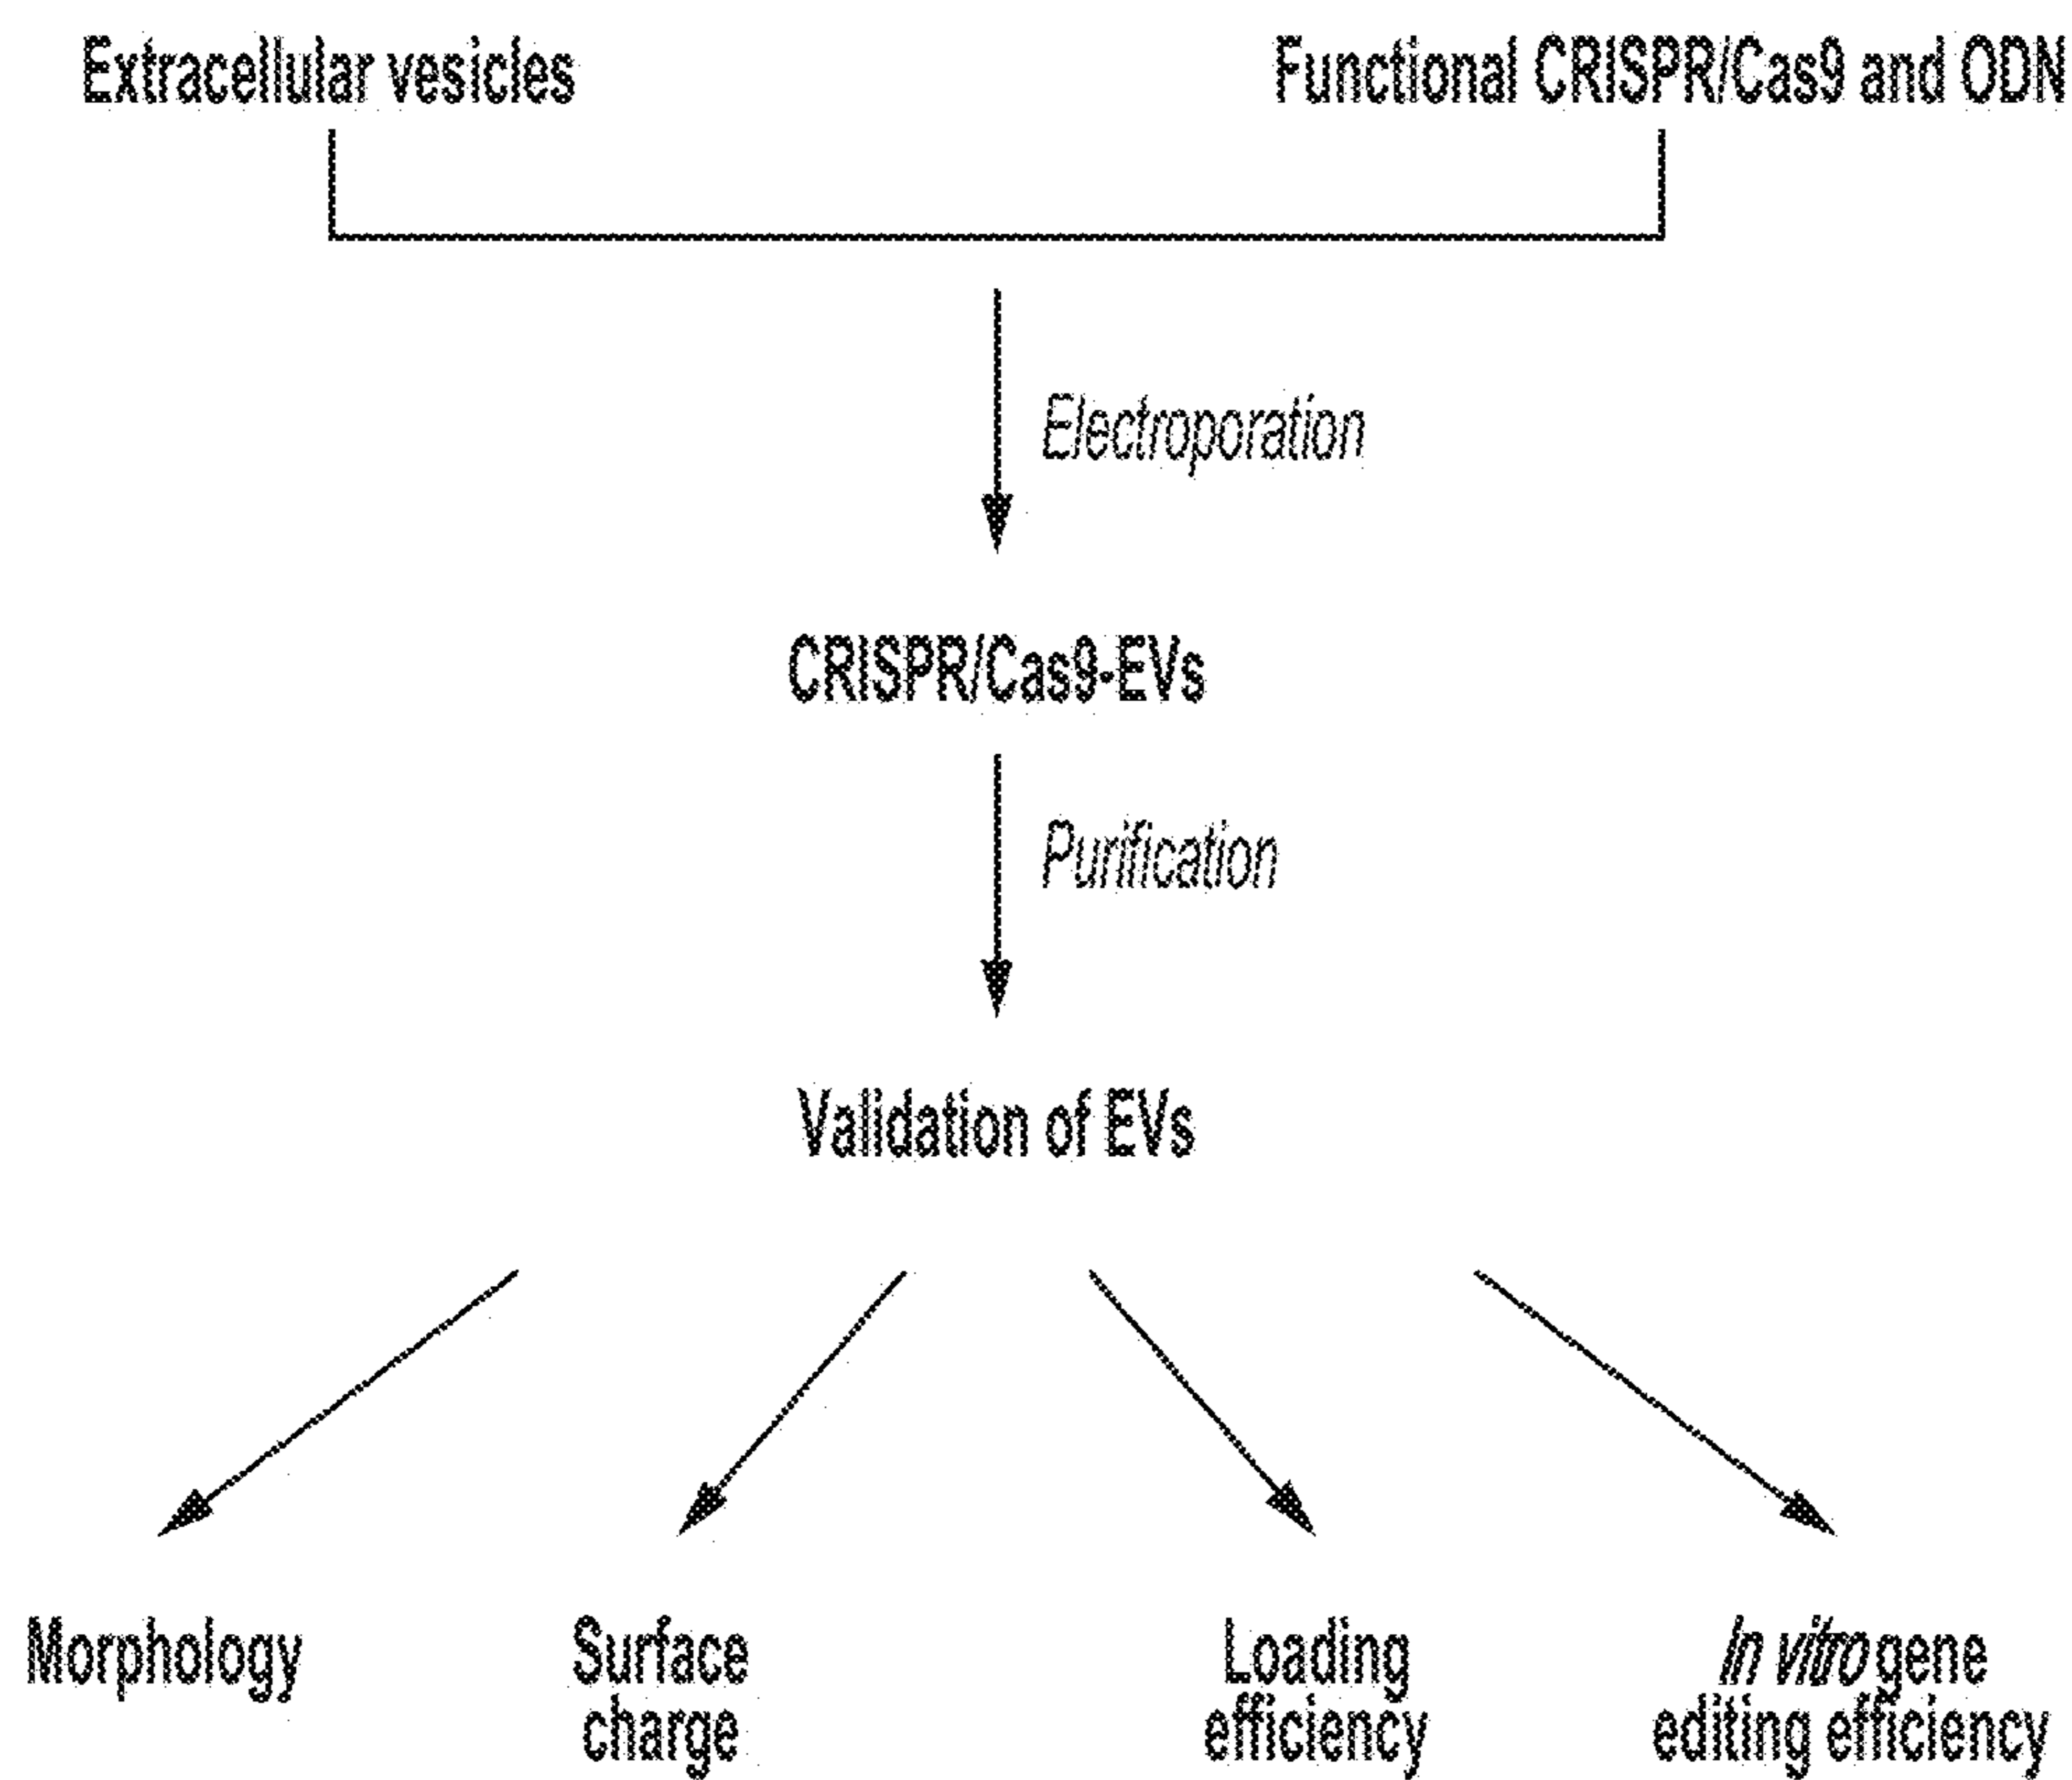 Extracellular vesicles
Functional CRISPR/Cas9 and ODN
Electroporation
CRISPR/Cas9-EVs
Purification
Validation of EVs
Morphology
Surface
charge
Loading
efficiency
In vitro gene
editing efficiency